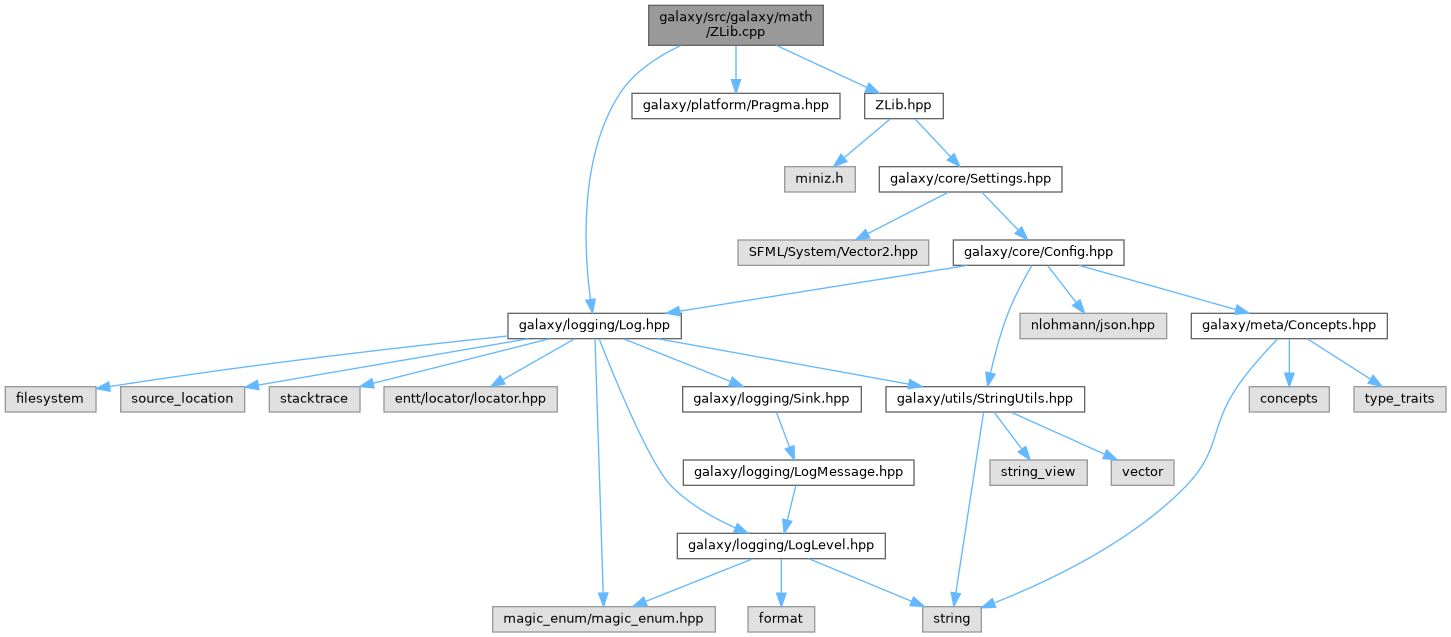 galaxy/src/galaxy/math
/ZLib.cpp
galaxy/platform/Pragma.hpp
ZLib.hpp
miniz.h
galaxy/core/Settings.hpp
SFML/System/Vector2.hpp
galaxy/core/Config.hpp
galaxy/logging/Log.hpp
nlohmann/json.hpp
galaxy/meta/Concepts.hpp
filesystem
source_location
stacktrace
entt/locator/locator.hpp
galaxy/logging/Sink.hpp
galaxy/utils/StringUtils.hpp
concepts
type_traits
galaxy/logging/LogMessage.hpp
string_view
vector
galaxy/logging/LogLevel.hpp
magic_enum/magic_enum.hpp
format
string